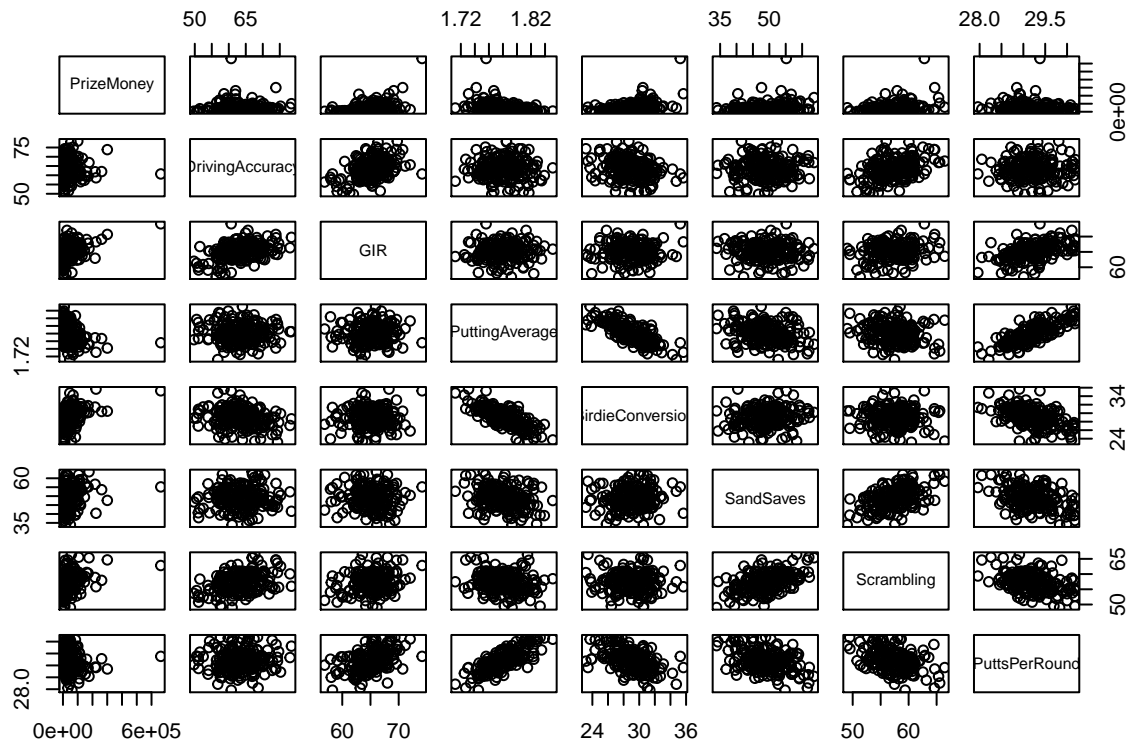 50 65
1.72 1.82
35 50
28.0 29.5
PrizeMoney
0e+00
50 75
DrivingAccuracy
GIR
60
1.72
PuttingAverage
BirdieConversion
24 34
35 60
SandSaves
Scrambling
50 65
28.0
PuttsPerRound
0e+00 6e+05
60 70
24 30 36
50 60